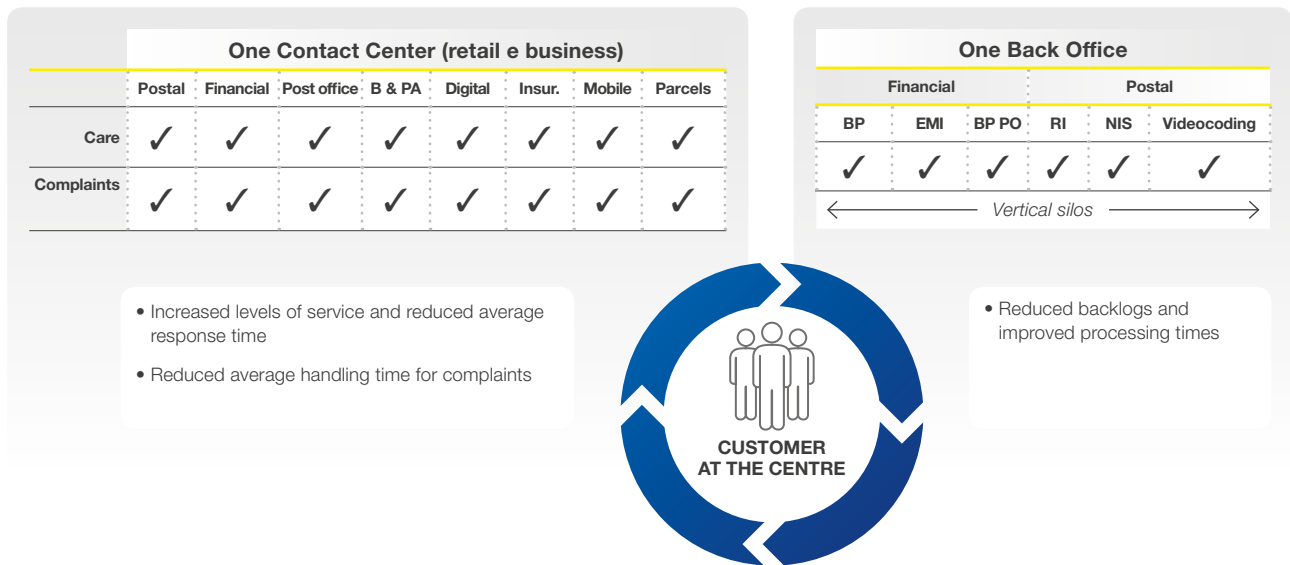 One Contact Center (retail e business)
Postal Financial Post office B & PA Digital Insur. Mobile Parcels
Care ✓ ✓ ✓ ✓ ✓ ✓ ✓ ✓
Complaints ✓ ✓ ✓ ✓ ✓ ✓ ✓ ✓
• Increased levels of service and reduced average
response time
• Reduced average handling time for complaints
One Back Office
Financial Postal
BP EMI BP PO RI NIS Videocoding
✓ ✓ ✓ ✓ ✓ ✓
Vertical silos
• Reduced backlogs and
improved processing times
CUSTOMER
AT THE CENTRE